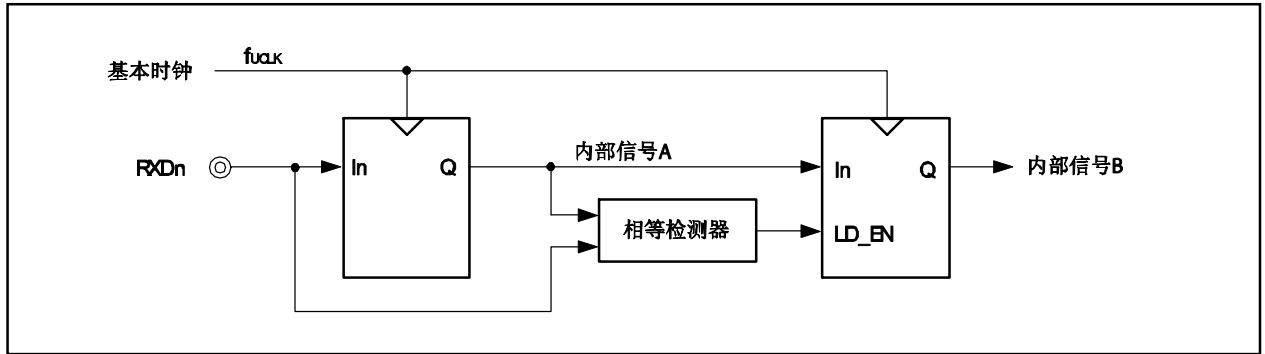 基本时钟
fUCLK
RXDn
In
Q
内部信号A
In
Q
内部信号B
相等检测器
LD_EN